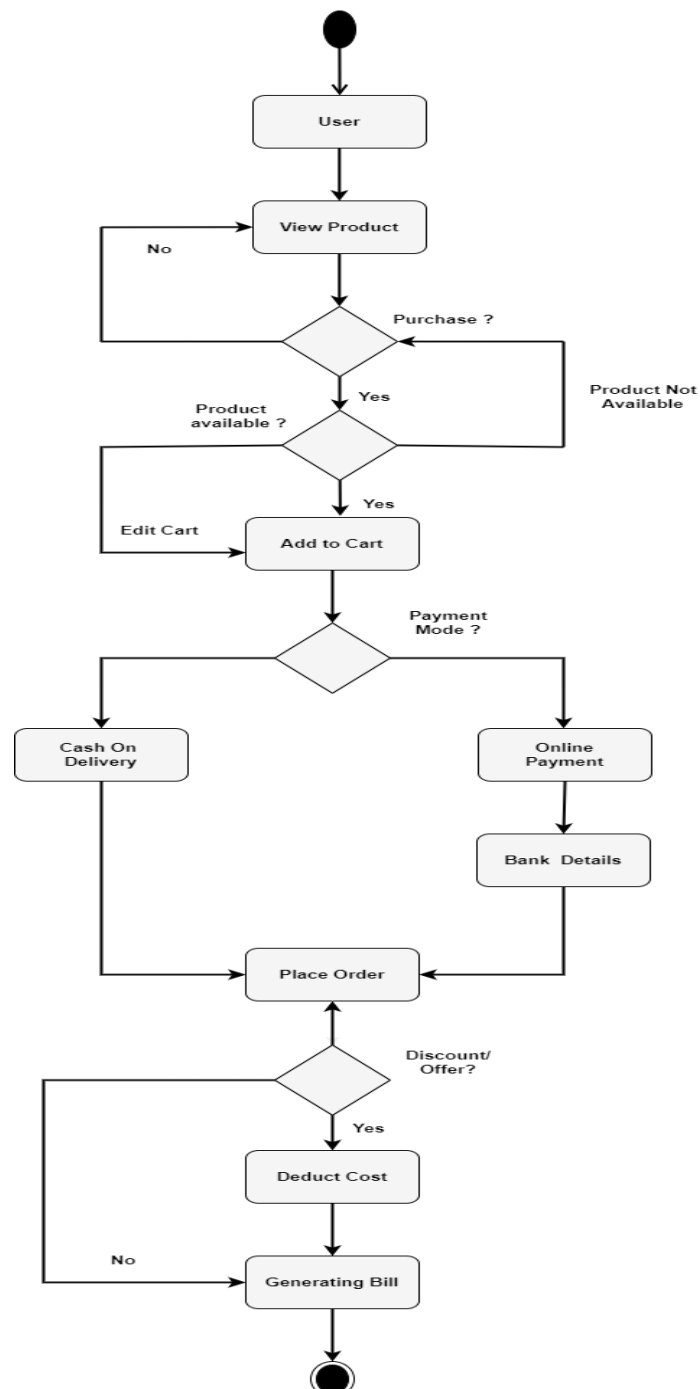 User
View Product
No
Purchase ?
Product Not
Available
Yes
Product
available ?
Yes
Edit Cart
Add to Cart
Payment
Mode ?
Cash On
Delivery
Online
Payment
Bank Details
Place Order
Discount/
Offer?
Yes
Deduct Cost
No
Generating Bill